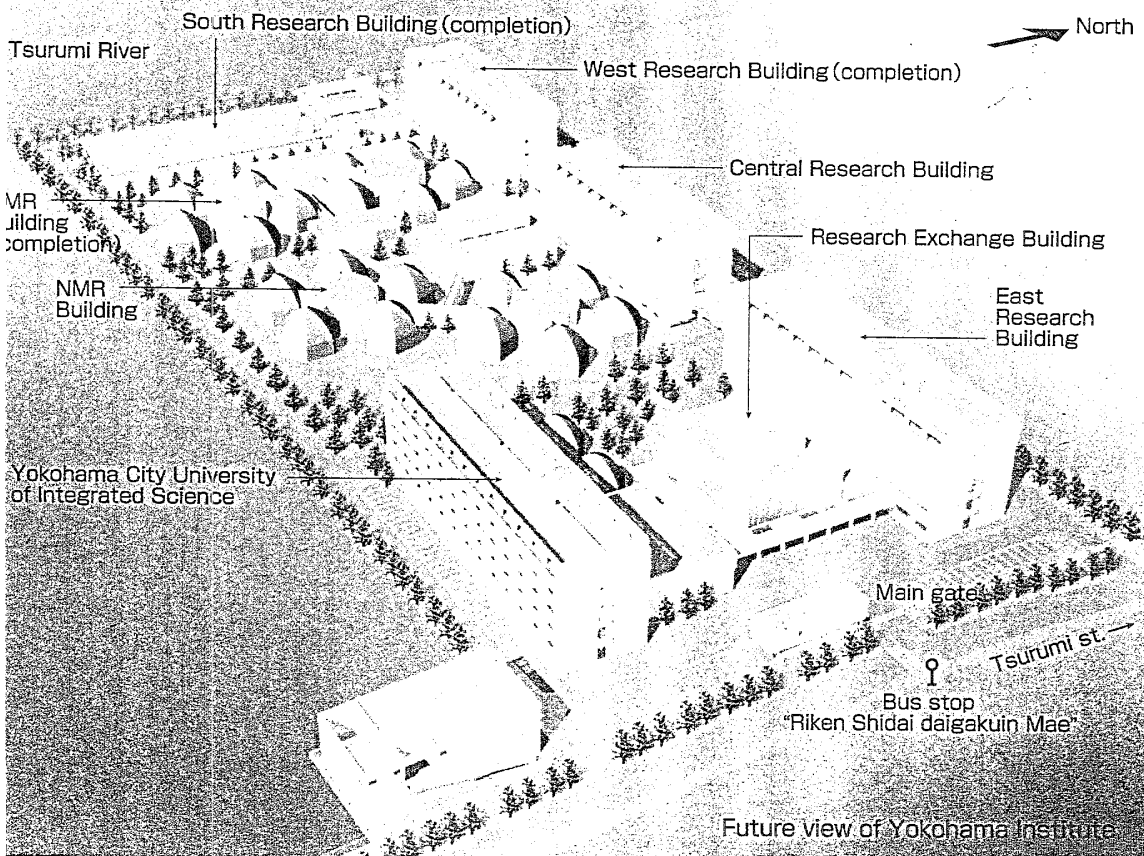 South Research Building (completion)
North
Tsurumi River
West Research Building (completion)
Central Research Building
MR
uilding
completion)
Research Exchange Building
NMR
Building
East
Research
Building
Yokohama City University
of Integrated Science
Main gate
Tsurumi st.
Bus stop
"Riken Shidai daigakuin Mae"
Future view of Yokohama Institute